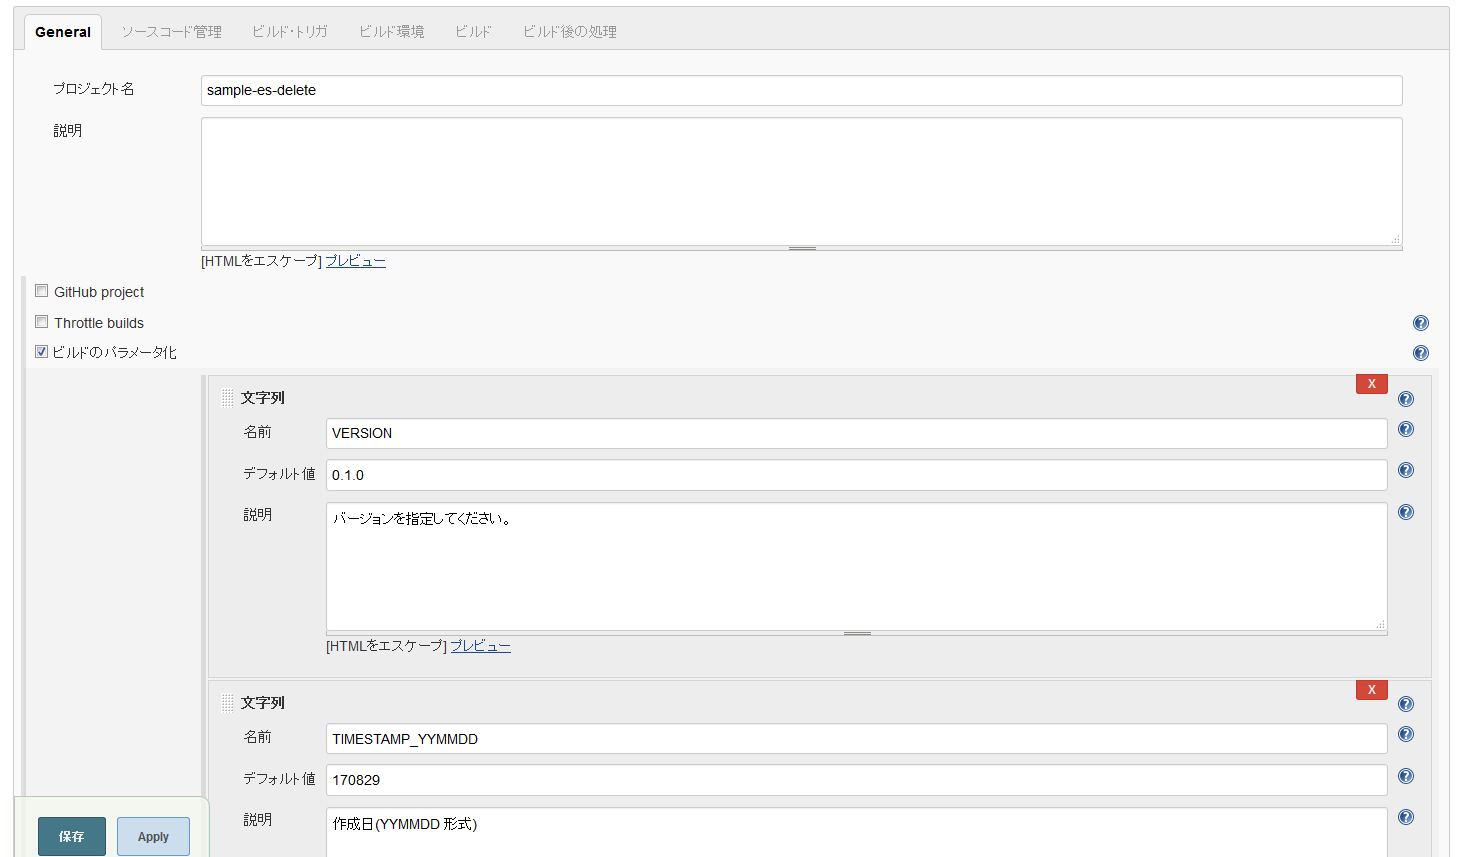 General ソースコード管理 ビルド・トリガ ビルド環境 ビルド ビルド後の処理
プロジェクト名 sample-es-delete
説明
[HTMLをエスケープ] プレビュー
GitHub project
Throttle builds
ビルドのパラメータ化
X
文字列
名前 VERSION
デフォルト値 0.1.0
説明 バージョンを指定してください。
[HTMLをエスケープ] プレビュー
X
文字列
名前 TIMESTAMP_YYMMDD
デフォルト値 170829
説明 作成日(YYMMDD 形式)
保存 Apply